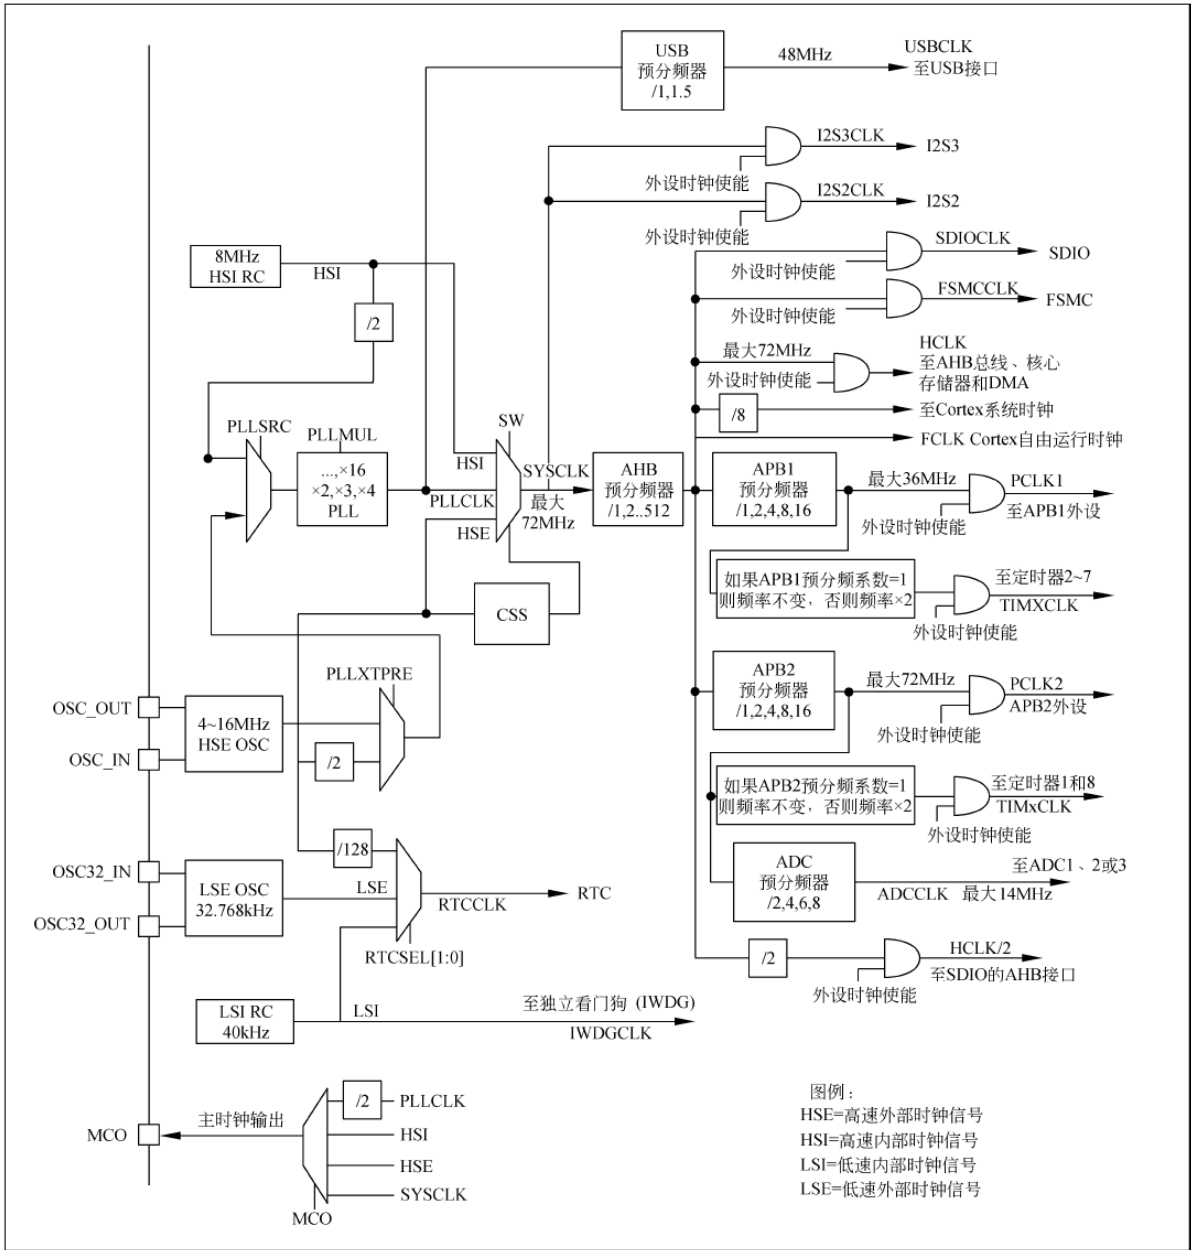 USB
预分频器
/1,1.5
48MHz
USBCLK
至USB接口
I2S3CLK
I2S3
外设时钟使能
I2S2CLK
I2S2
外设时钟使能
8MHz
HSI RC
HSI
SDIOCLK
SDIO
外设时钟使能
FSMCCLK
FSMC
外设时钟使能
/2
最大72MHz
外设时钟使能
HCLK
至AHB总线、核心
存储器和DMA
/8
至Cortex系统时钟
FCLK Cortex自由运行时钟
PLLSRC
PLLMUL
...,×16
×2,×3,×4
PLL
SW
HSI
PLLCLK
HSE
SYSCLK
最大
72MHz
AHB
预分频器
/1,2..512
APB1
预分频器
/1,2,4,8,16
最大36MHz
外设时钟使能
PCLK1
至APB1外设
如果APB1预分频系数=1
则频率不变，否则频率×2
至定时器2~7
TIMXCLK
外设时钟使能
CSS
PLLXTPRE
OSC_OUT
OSC_IN
4~16MHz
HSE OSC
/2
APB2
预分频器
/1,2,4,8,16
最大72MHz
外设时钟使能
PCLK2
APB2外设
如果APB2预分频系数=1
则频率不变，否则频率×2
至定时器1和8
TIMxCLK
外设时钟使能
/128
OSC32_IN
OSC32_OUT
LSE OSC
32.768kHz
LSE
RTCCLK
RTC
RTCSEL[1:0]
ADC
预分频器
/2,4,6,8
至ADC1、2或3
ADCCLK
最大14MHz
/2
HCLK/2
至SDIO的AHB接口
外设时钟使能
LSI RC
40kHz
LSI
至独立看门狗 (IWDG)
IWDGCLK
MCO
主时钟输出
/2
PLLCLK
HSI
HSE
SYSCLK
MCO
图例：
HSE=高速外部时钟信号
HSI=高速内部时钟信号
LSI=低速内部时钟信号
LSE=低速外部时钟信号